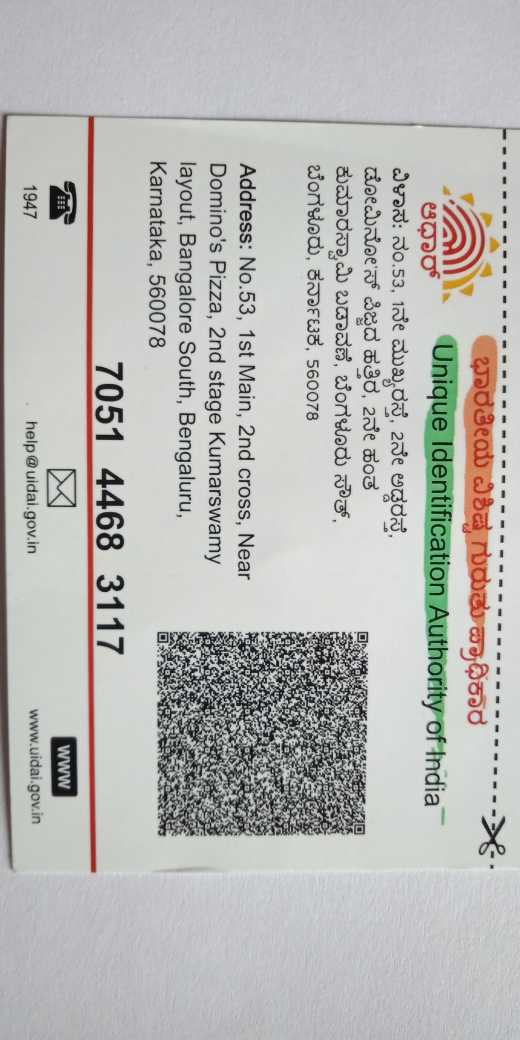 ಭಾರತೀಯ ವಿಶಿಷ್ಟ ಗುರುತು ಪ್ರಾಧಿಕಾರ
Unique Identification Authority of India
ಆಧಾರ್
ವಿಳಾಸ: ನಂ.53, 1ನೇ ಮುಖ್ಯರಸ್ತೆ, 2ನೇ ಅಡ್ಡರಸ್ತೆ,
ಡೋಮಿನೋಸ್ ಪಿಜ್ಜಾದ ಹತ್ತಿರ, 2ನೇ ಹಂತ
ಕುಮಾರಸ್ವಾಮಿ ಬಡಾವಣೆ, ಬೆಂಗಳೂರು ಸೌತ್,
ಬೆಂಗಳೂರು, ಕರ್ನಾಟಕ, 560078
Address: No.53, 1st Main, 2nd cross, Near
Domino's Pizza, 2nd stage Kumarswamy
layout, Bangalore South, Bengaluru,
Karnataka, 560078
7051 4468 3117
1947
help@uidai.gov.in
www
www.uidai.gov.in